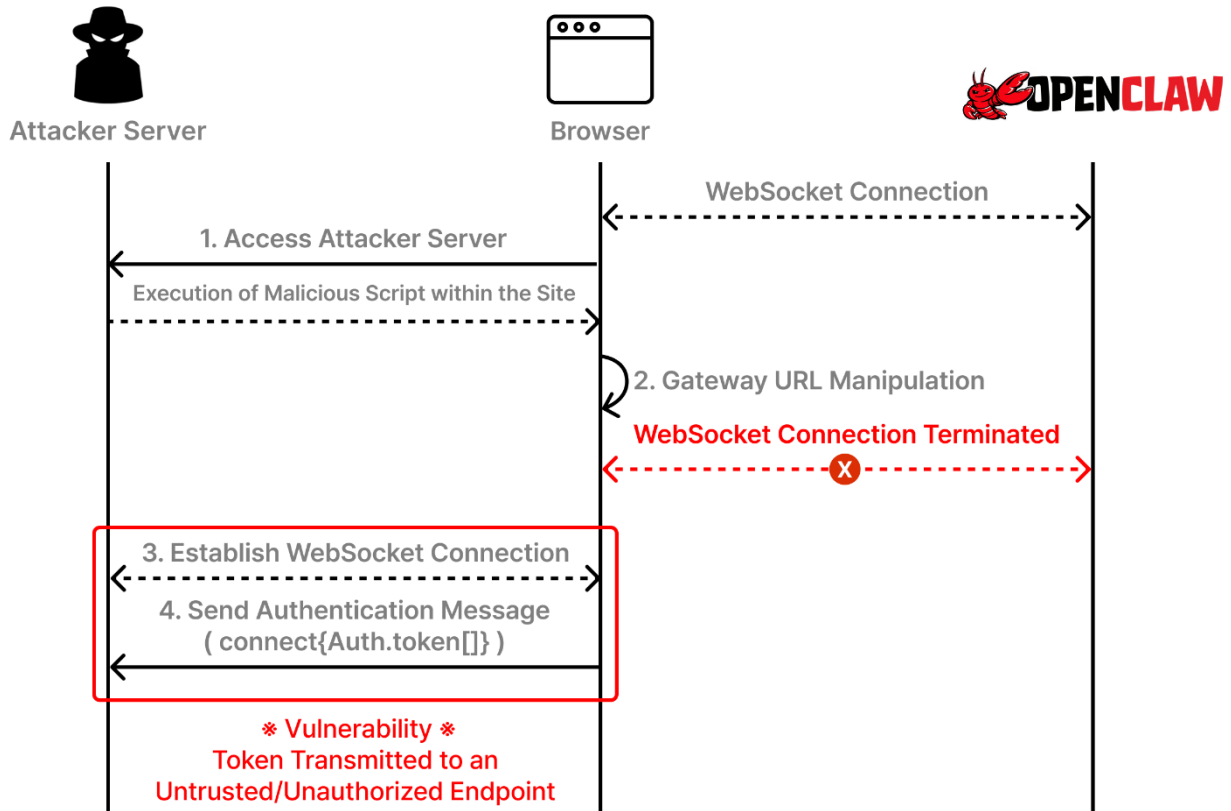 Attacker Server
Browser
OPENCLAW
WebSocket Connection
1. Access Attacker Server
Execution of Malicious Script within the Site
2. Gateway URL Manipulation
WebSocket Connection Terminated
X
3. Establish WebSocket Connection
4. Send Authentication Message
( connect{Auth.token[]} )
※ Vulnerability ※
Token Transmitted to an
Untrusted/Unauthorized Endpoint